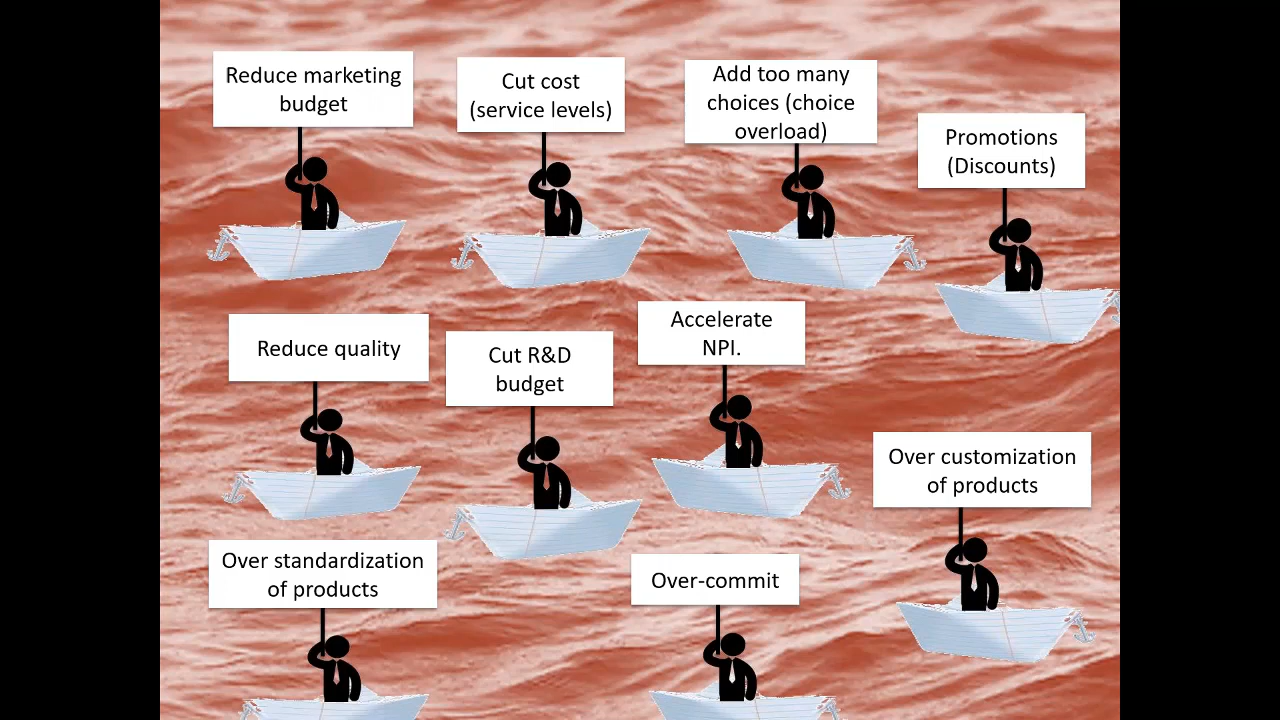 Reduce marketing
budget
Cut cost
(service levels)
Add too many
choices (choice
overload)
Promotions
(Discounts)
Reduce quality
Cut R&D
budget
Accelerate
NPI.
Over customization
of products
Over standardization
of products
Over-commit